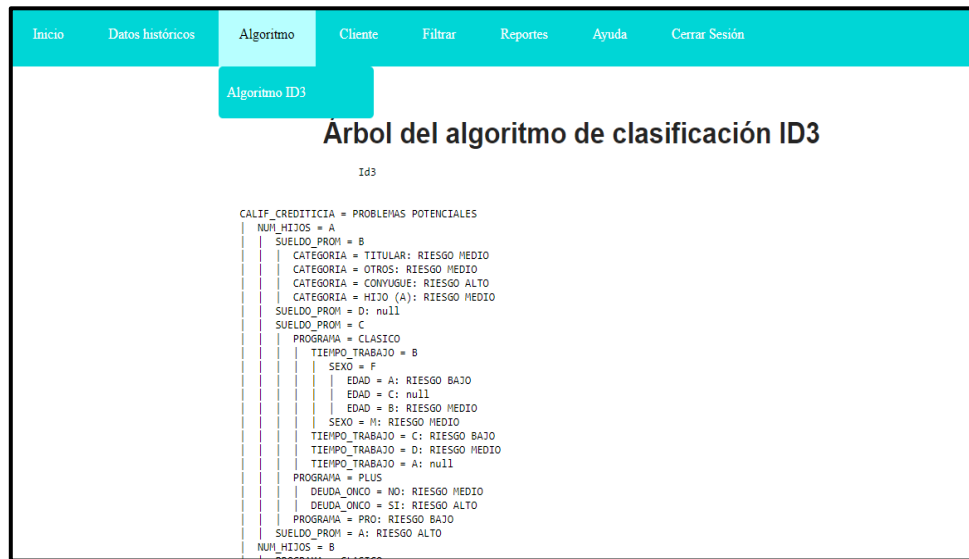 Inicio Datos históricos Algoritmo Cliente Filtrar Reportes Ayuda Cerrar Sesión
Algoritmo ID3
Árbol del algoritmo de clasificación ID3
Id3
CALIF_CREDITICIA = PROBLEMAS POTENCIALES
| NUM_HIJOS = A
| | SUELDO_PROM = B
| | | CATEGORIA = TITULAR: RIESGO MEDIO
| | | CATEGORIA = OTROS: RIESGO MEDIO
| | | CATEGORIA = CONYUGUE: RIESGO ALTO
| | | CATEGORIA = HIJO (A): RIESGO MEDIO
| | SUELDO_PROM = D: null
| | SUELDO_PROM = C
| | | PROGRAMA = CLASICO
| | | | TIEMPO_TRABAJO = B
| | | | | SEXO = F
| | | | | | EDAD = A: RIESGO BAJO
| | | | | | EDAD = C: null
| | | | | | EDAD = B: RIESGO MEDIO
| | | | | SEXO = M: RIESGO MEDIO
| | | | TIEMPO_TRABAJO = C: RIESGO BAJO
| | | | TIEMPO_TRABAJO = D: RIESGO MEDIO
| | | | TIEMPO_TRABAJO = A: null
| | | PROGRAMA = PLUS
| | | | DEUDA_ONCO = NO: RIESGO MEDIO
| | | | DEUDA_ONCO = SI: RIESGO ALTO
| | | PROGRAMA = PRO: RIESGO BAJO
| | SUELDO_PROM = A: RIESGO ALTO
| NUM_HIJOS = B